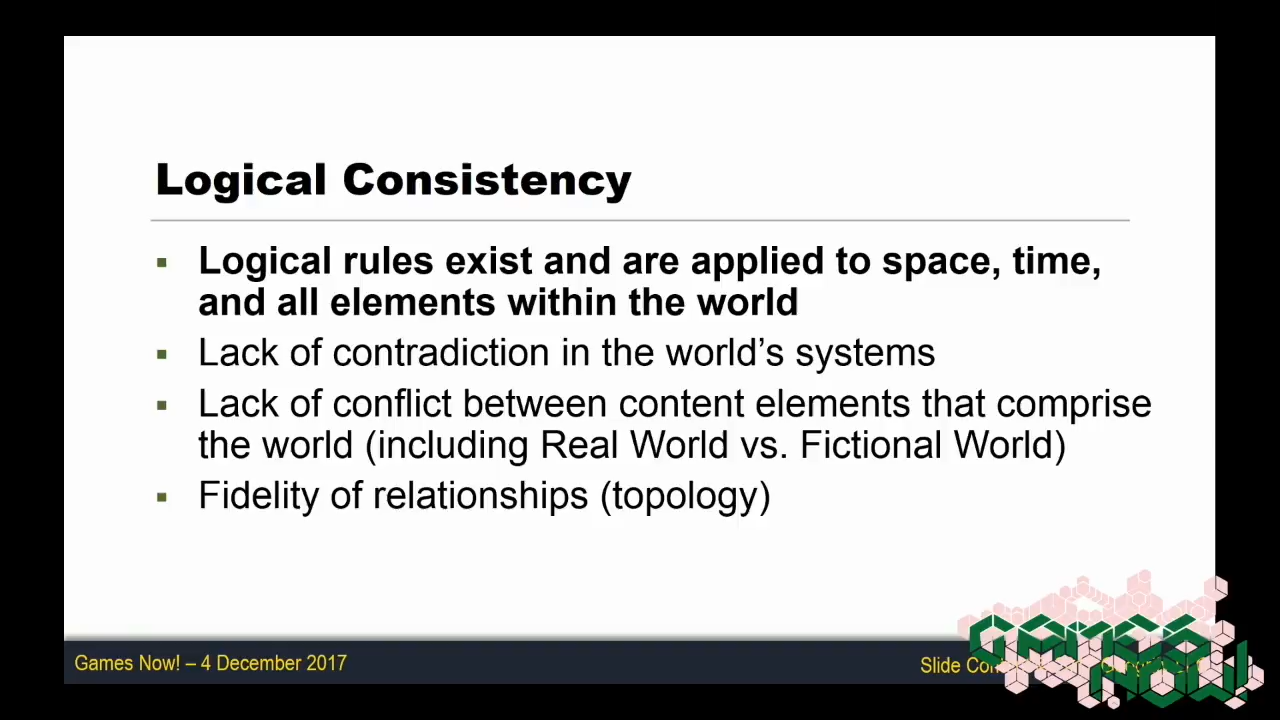 Logical Consistency
▪ Logical rules exist and are applied to space, time,
and all elements within the world
▪ Lack of contradiction in the world’s systems
▪ Lack of conflict between content elements that comprise
the world (including Real World vs. Fictional World)
▪ Fidelity of relationships (topology)
Games Now! – 4 December 2017
Slide
GAMES
NOW!